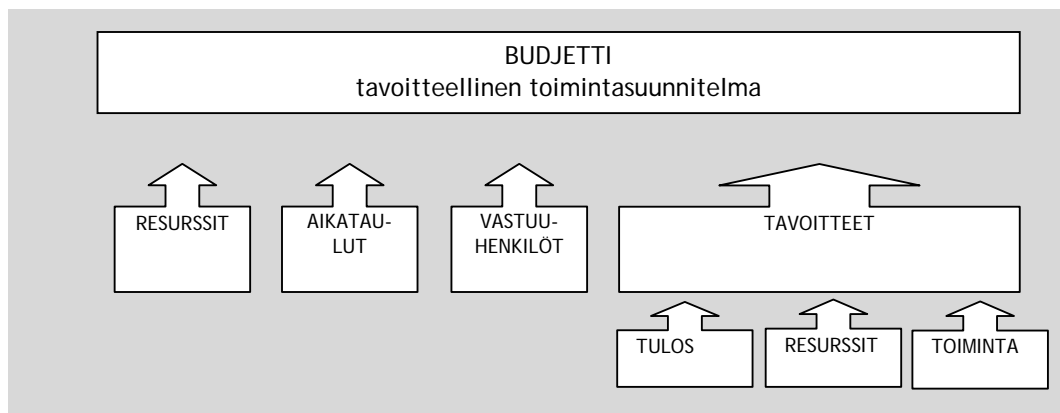 BUDJETTI
tavoitteellinen toimintasuunnitelma
RESURSSIT
AIKATAU-
LUT
VASTUU-
HENKILÖT
TAVOITTEET
TULOS
RESURSSIT
TOIMINTA